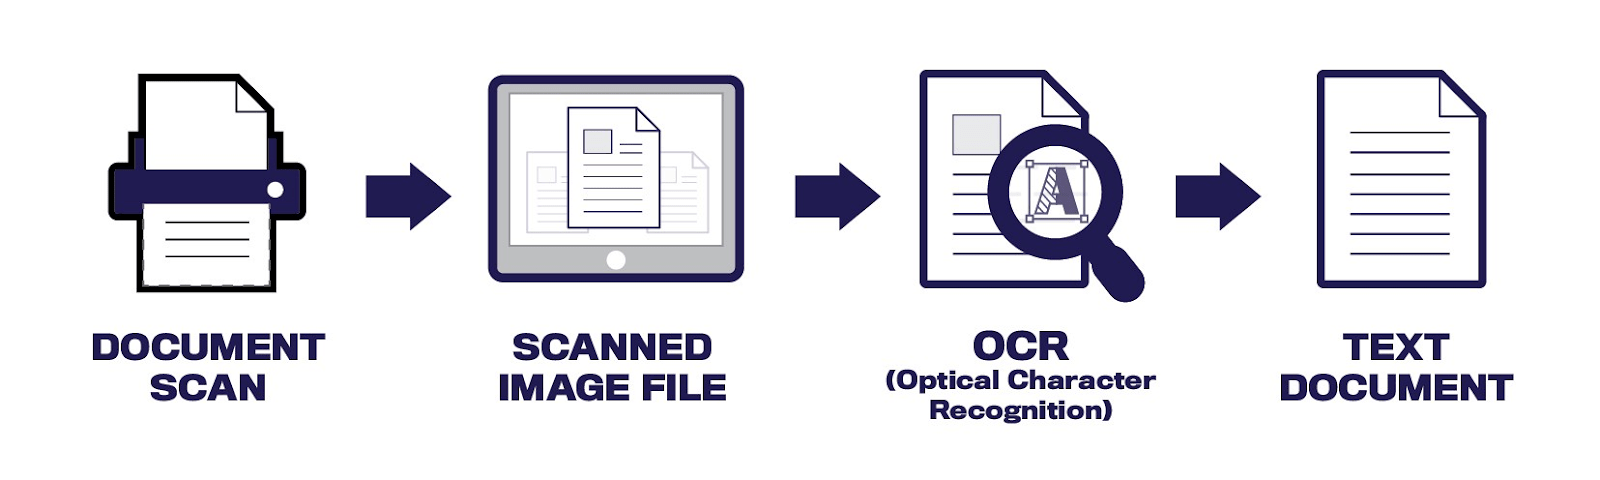 A
DOCUMENT
SCAN
SCANNED
IMAGE FILE
OCR
(Optical Character
Recognition)
TEXT
DOCUMENT